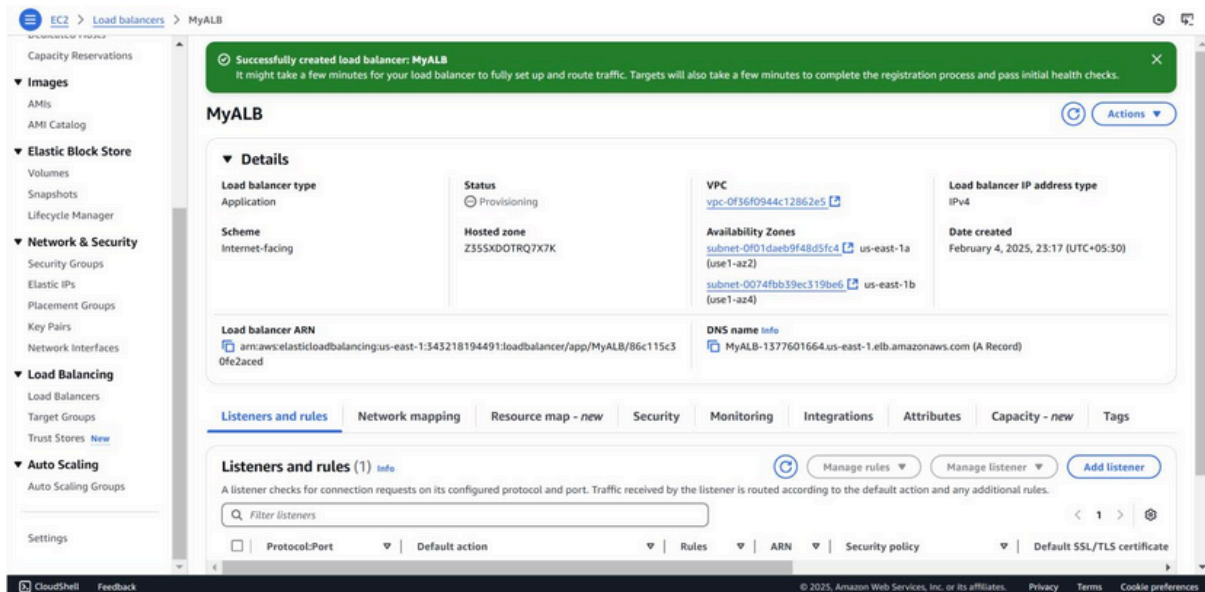 EC2 > Load balancers > MyALB
Capacity Reservations
Images
AMIs
AMI Catalog
Elastic Block Store
Volumes
Snapshots
Lifecycle Manager
Network & Security
Security Groups
Elastic IPs
Placement Groups
Key Pairs
Network Interfaces
Load Balancing
Load Balancers
Target Groups
Trust Stores New
Auto Scaling
Auto Scaling Groups
Settings
Successfully created load balancer: MyALB
It might take a few minutes for your load balancer to fully set up and route traffic. Targets will also take a few minutes to complete the registration process and pass initial health checks.
MyALB
Actions
Details
Load balancer type
Application
Status
Provisioning
VPC
vpc-0f36f0944c12862e5
Load balancer IP address type
IPv4
Scheme
Internet-facing
Hosted zone
Z35SXDOTRQ7X7K
Availability Zones
subnet-0f01daeb9f48d5fc4 us-east-1a
(use1-az2)
subnet-0074fbb39ec319be6 us-east-1b
(use1-az4)
Date created
February 4, 2025, 23:17 (UTC+05:30)
Load balancer ARN
arn:aws:elasticloadbalancing:us-east-1:343218194491:loadbalancer/app/MyALB/86c115c3
0fe2aced
DNS name Info
MyALB-1377601664.us-east-1.elb.amazonaws.com (A Record)
Listeners and rules Network mapping Resource map - new Security Monitoring Integrations Attributes Capacity - new Tags
Listeners and rules (1) Info
Manage rules Manage listener Add listener
A listener checks for connection requests on its configured protocol and port. Traffic received by the listener is routed according to the default action and any additional rules.
Filter listeners
1
Protocol:Port Default action Rules ARN Security policy Default SSL/TLS certificate
CloudShell Feedback © 2025, Amazon Web Services, Inc. or its affiliates. Privacy Terms Cookie preferences